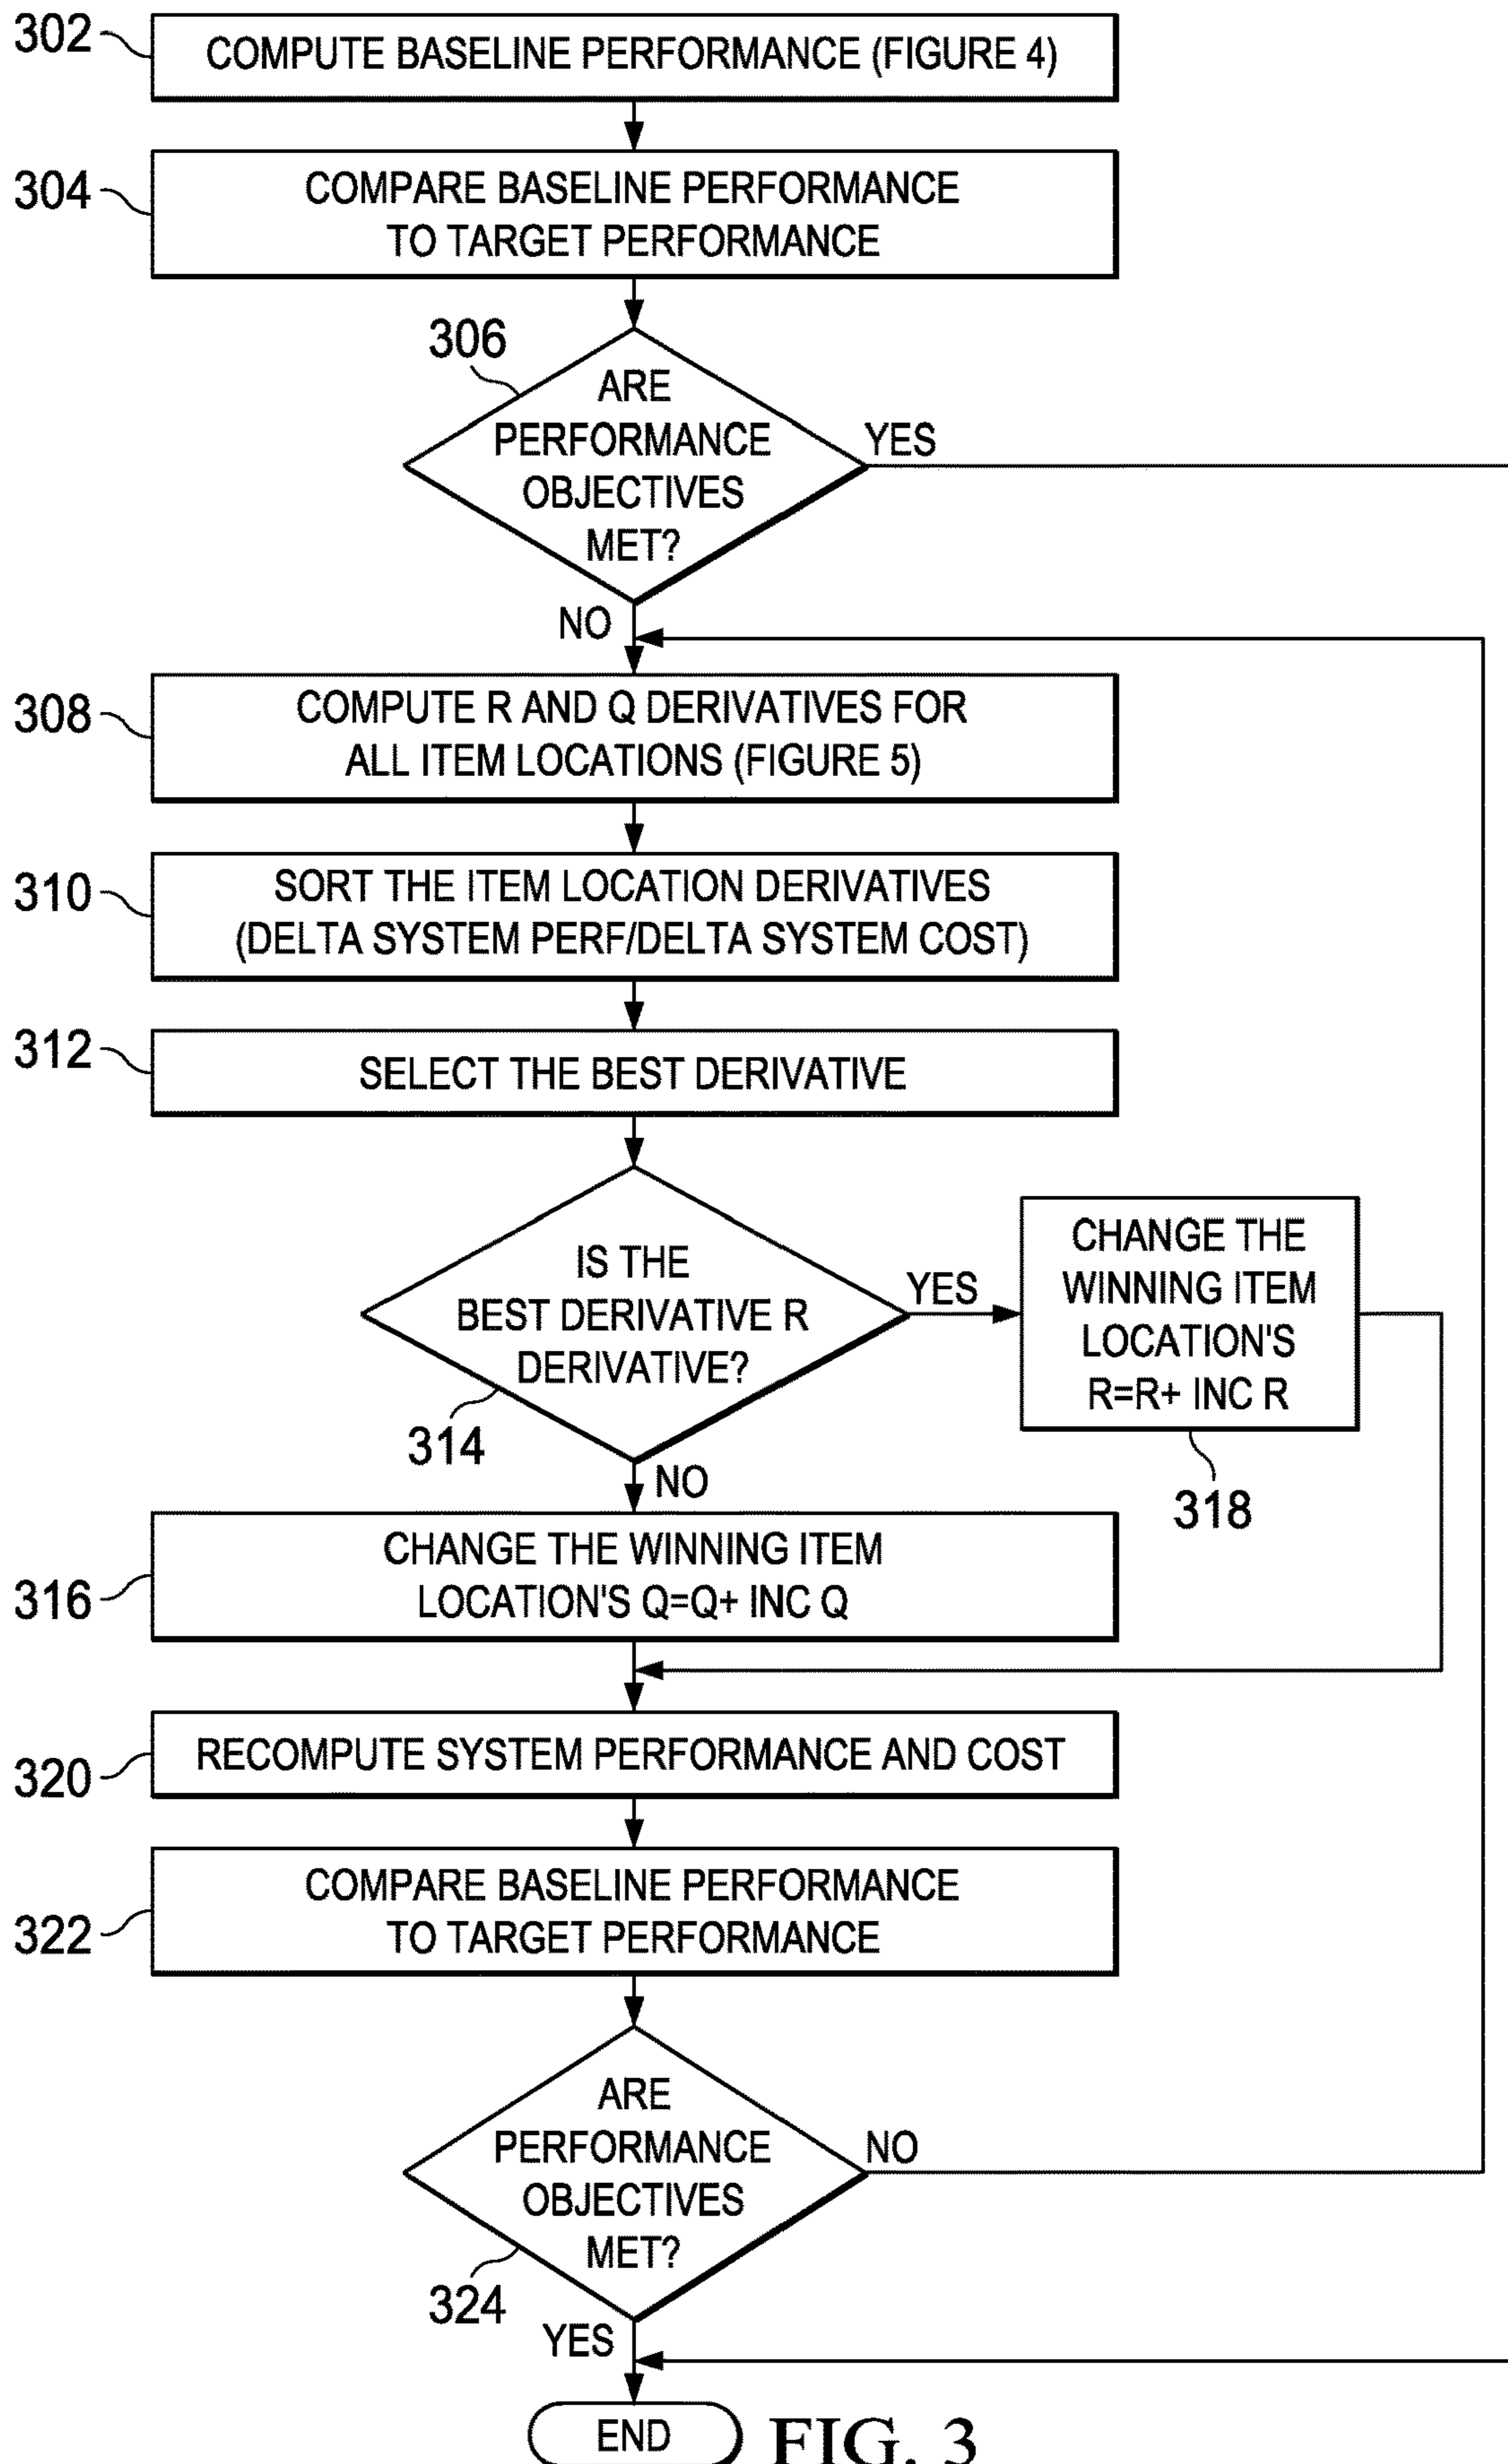 302
COMPUTE BASELINE PERFORMANCE (FIGURE 4)
304
COMPARE BASELINE PERFORMANCE
TO TARGET PERFORMANCE
306
ARE
PERFORMANCE
OBJECTIVES
MET?
YES
NO
308
COMPUTE R AND Q DERIVATIVES FOR
ALL ITEM LOCATIONS (FIGURE 5)
310
SORT THE ITEM LOCATION DERIVATIVES
(DELTA SYSTEM PERF/DELTA SYSTEM COST)
312
SELECT THE BEST DERIVATIVE
IS THE
BEST DERIVATIVE R
DERIVATIVE?
314
YES
CHANGE THE
WINNING ITEM
LOCATION'S
R=R+ INC R
318
NO
316
CHANGE THE WINNING ITEM
LOCATION'S Q=Q+ INC Q
320
RECOMPUTE SYSTEM PERFORMANCE AND COST
322
COMPARE BASELINE PERFORMANCE
TO TARGET PERFORMANCE
ARE
PERFORMANCE
OBJECTIVES
MET?
NO
324
YES
END
FIG. 3